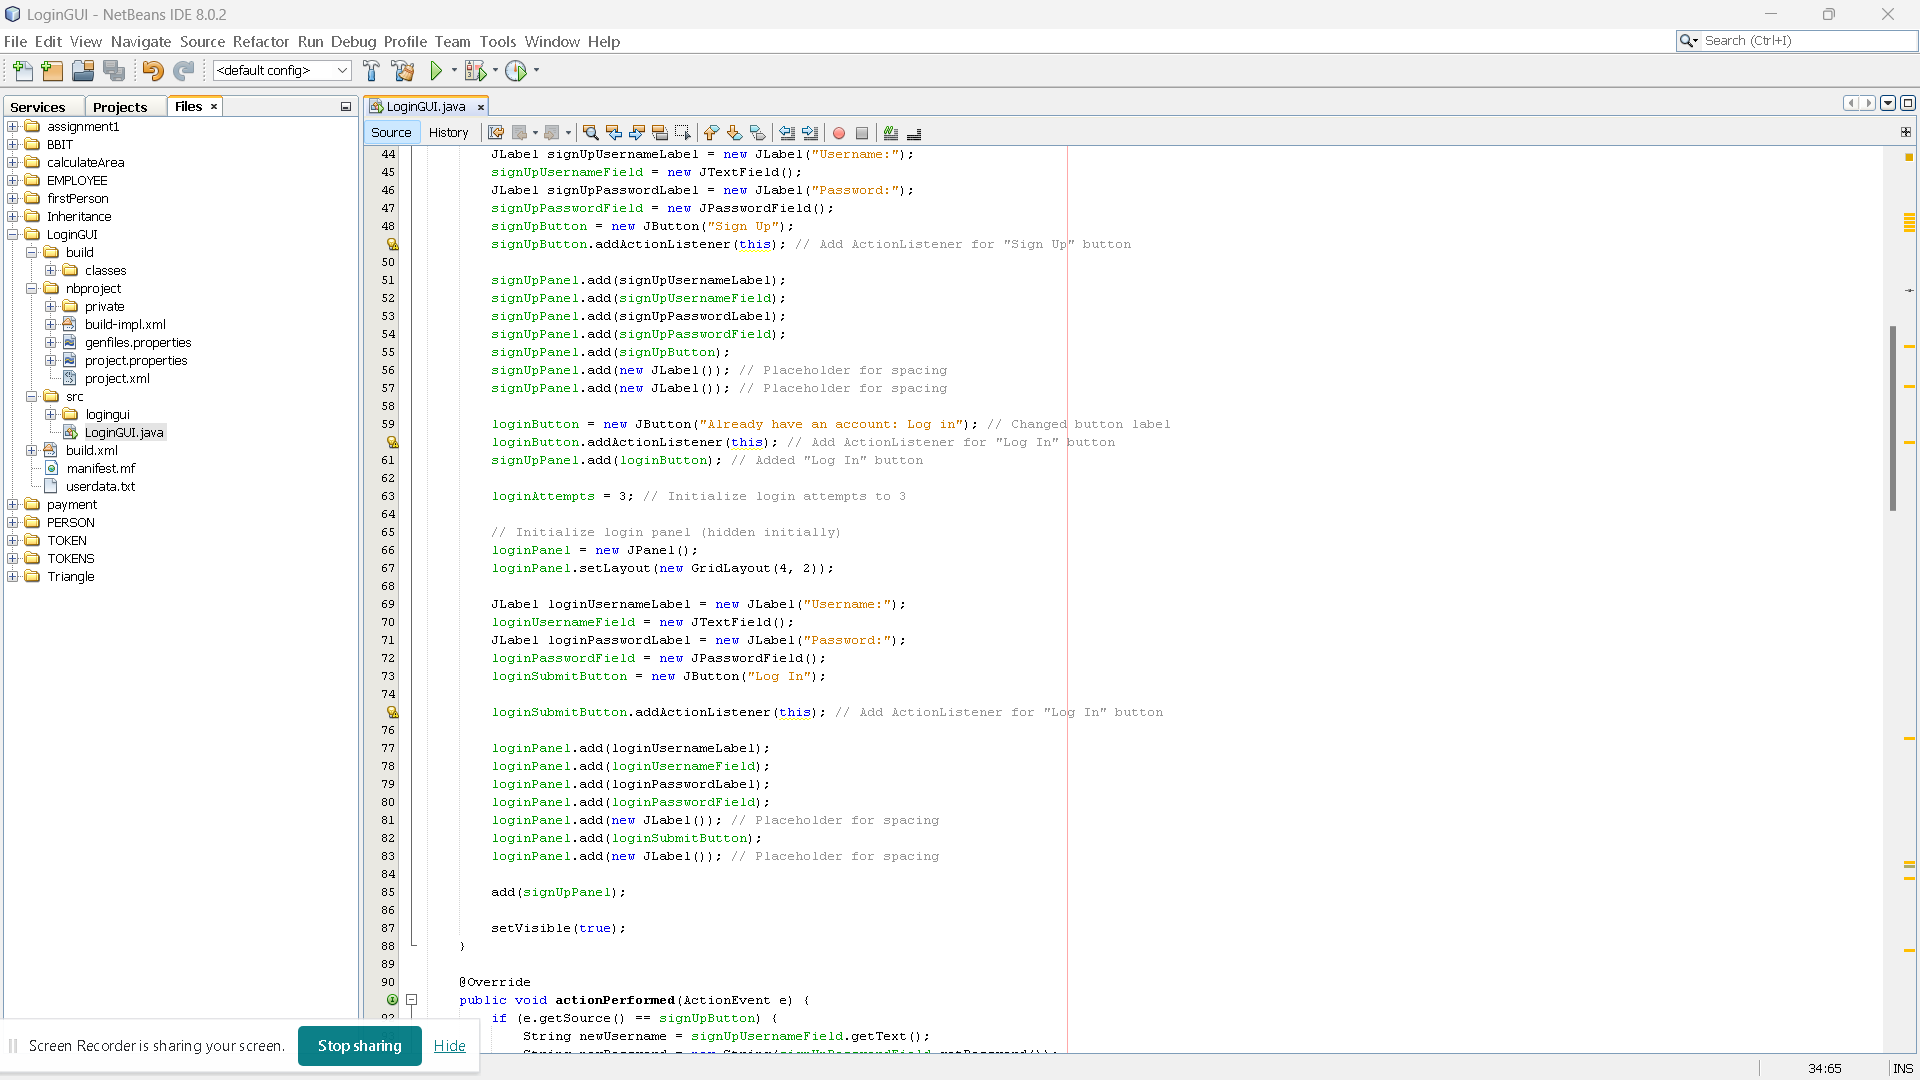 LoginGUI - NetBeans IDE 8.0.2
File Edit View Navigate Source Refactor Run Debug Profile Team Tools Window Help
Search (Ctrl+I)
<default config>
Services
Projects
Files
assignment1
BBIT
calculateArea
EMPLOYEE
firstPerson
Inheritance
LoginGUI
build
classes
nbproject
private
build-impl.xml
genfiles.properties
project.properties
project.xml
src
logingui
LoginGUI.java
build.xml
manifest.mf
userdata.txt
payment
PERSON
TOKEN
TOKENS
Triangle
LoginGUI.java
Source
History
44 JLabel signUpUsernameLabel = new JLabel("Username:");
45 signUpUsernameField = new JTextField();
46 JLabel signUpPasswordLabel = new JLabel("Password:");
47 signUpPasswordField = new JPasswordField();
48 signUpButton = new JButton("Sign Up");
signUpButton.addActionListener(this); // Add ActionListener for "Sign Up" button
50
51 signUpPanel.add(signUpUsernameLabel);
52 signUpPanel.add(signUpUsernameField);
53 signUpPanel.add(signUpPasswordLabel);
54 signUpPanel.add(signUpPasswordField);
55 signUpPanel.add(signUpButton);
56 signUpPanel.add(new JLabel()); // Placeholder for spacing
57 signUpPanel.add(new JLabel()); // Placeholder for spacing
58
59 loginButton = new JButton("Already have an account: Log in"); // Changed button label
loginButton.addActionListener(this); // Add ActionListener for "Log In" button
61 signUpPanel.add(loginButton); // Added "Log In" button
62
63 loginAttempts = 3; // Initialize login attempts to 3
64
65 // Initialize login panel (hidden initially)
66 loginPanel = new JPanel();
67 loginPanel.setLayout(new GridLayout(4, 2));
68
69 JLabel loginUsernameLabel = new JLabel("Username:");
70 loginUsernameField = new JTextField();
71 JLabel loginPasswordLabel = new JLabel("Password:");
72 loginPasswordField = new JPasswordField();
73 loginSubmitButton = new JButton("Log In");
74
loginSubmitButton.addActionListener(this); // Add ActionListener for "Log In" button
76
77 loginPanel.add(loginUsernameLabel);
78 loginPanel.add(loginUsernameField);
79 loginPanel.add(loginPasswordLabel);
80 loginPanel.add(loginPasswordField);
81 loginPanel.add(new JLabel()); // Placeholder for spacing
82 loginPanel.add(loginSubmitButton);
83 loginPanel.add(new JLabel()); // Placeholder for spacing
84
85 add(signUpPanel);
86
87 setVisible(true);
88 }
89
90 @Override
public void actionPerformed(ActionEvent e) {
92 if (e.getSource() == signUpButton) {
String newUsername = signUpUsernameField.getText();
Screen Recorder is sharing your screen.
Stop sharing
Hide
34:65
INS